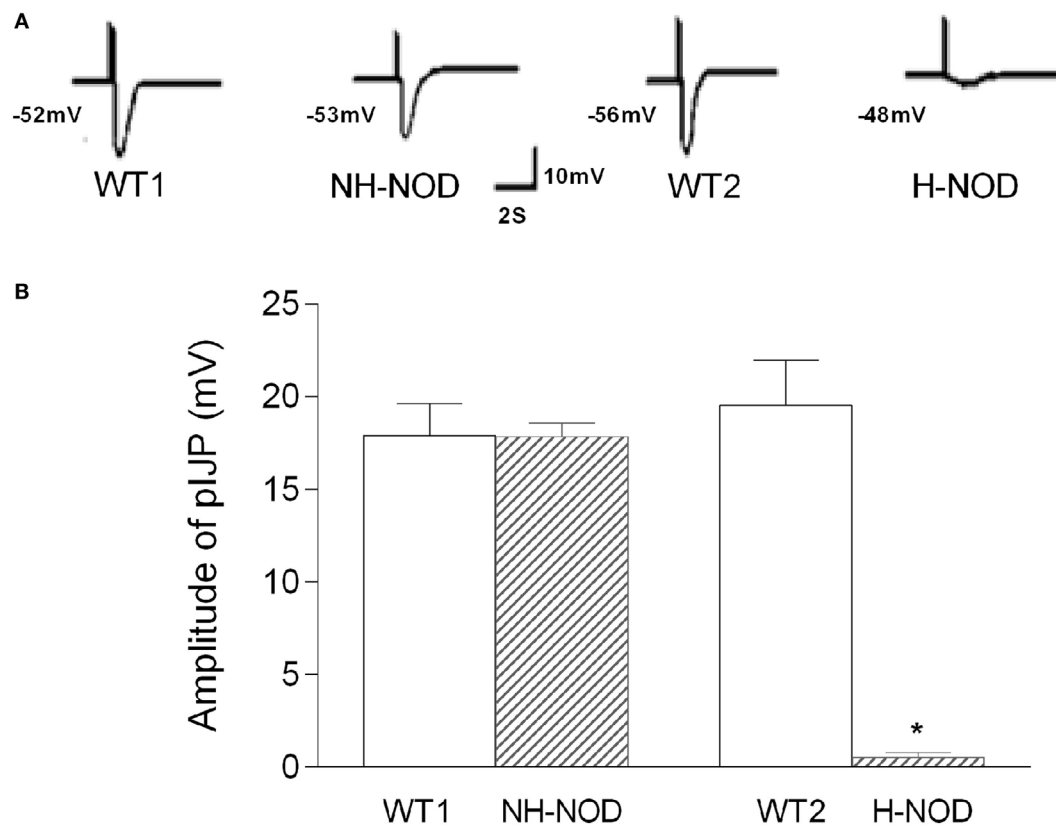 A
-52mV
-53mV
-56mV
-48mV
WT1
NH-NOD
10mV
2S
WT2
H-NOD
B
Amplitude of pIJP (mV)
25
20
15
10
5
0
*
WT1
NH-NOD
WT2
H-NOD